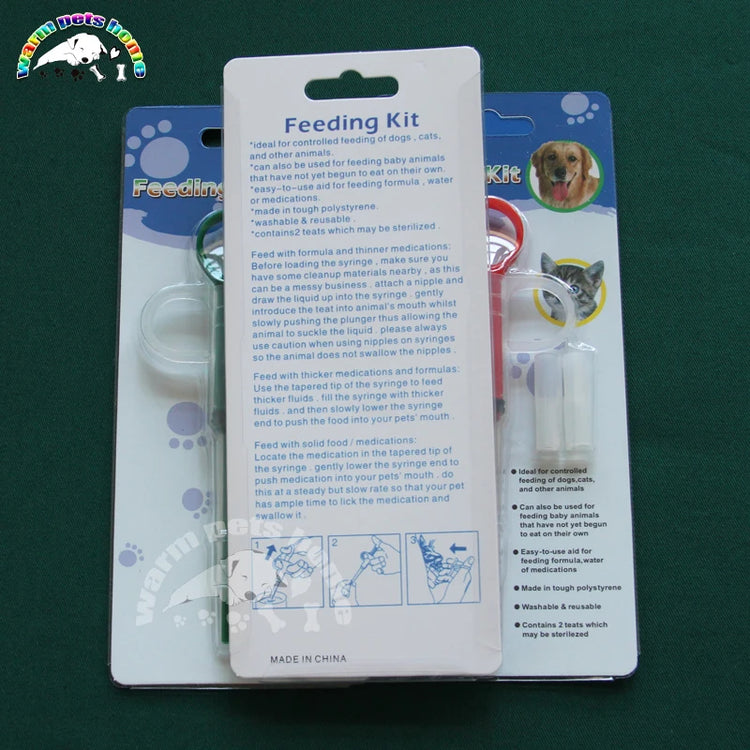 warm pets home
Feeding Kit
*ideal for controlled feeding of dogs , cats,
and other animals.
*can also be used for feeding baby animals
that have not yet begun to eat on their own.
*easy-to-use aid for feeding formula , water
or medications.
*made in tough polystyrene.
*washable & reusable .
*contains2 teats which may be sterilized .
Feed with formula and thinner medications:
Before loading the syringe , make sure you
have some cleanup materials nearby , as this
can be a messy business . attach a nipple and
draw the liquid up into the syringe . gently
introduce the teat into animal's mouth whilst
slowly pushing the plunger thus allowing the
animal to suckle the liquid . please always
use caution when using nipples on syringes
so the animal does not swallow the nipples .
Feed with thicker medications and formulas:
Use the tapered tip of the syringe to feed
thicker fluids . fill the syringe with thicker
fluids . and then slowly lower the syringe
end to push the food into your pets' mouth .
Feed with solid food / medications:
Locate the medication in the tapered tip of
the syringe . gently lower the syringe end to
push medication into your pets' mouth . do
this at a steady but slow rate so that your pet
has ample time to lick the medication and
swallow it .
1 2 3
MADE IN CHINA
Feeding
Kit
Ideal for controlled
feeding of dogs,cats,
and other animals
Can also be used for
feeding baby animals
that have not yet begun
to eat on their own
Easy-to-use aid for
feeding formula,water
of medications
Made in tough polystyrene
Washable & reusable
Contains 2 teats which
may be sterilezed
warm pets home